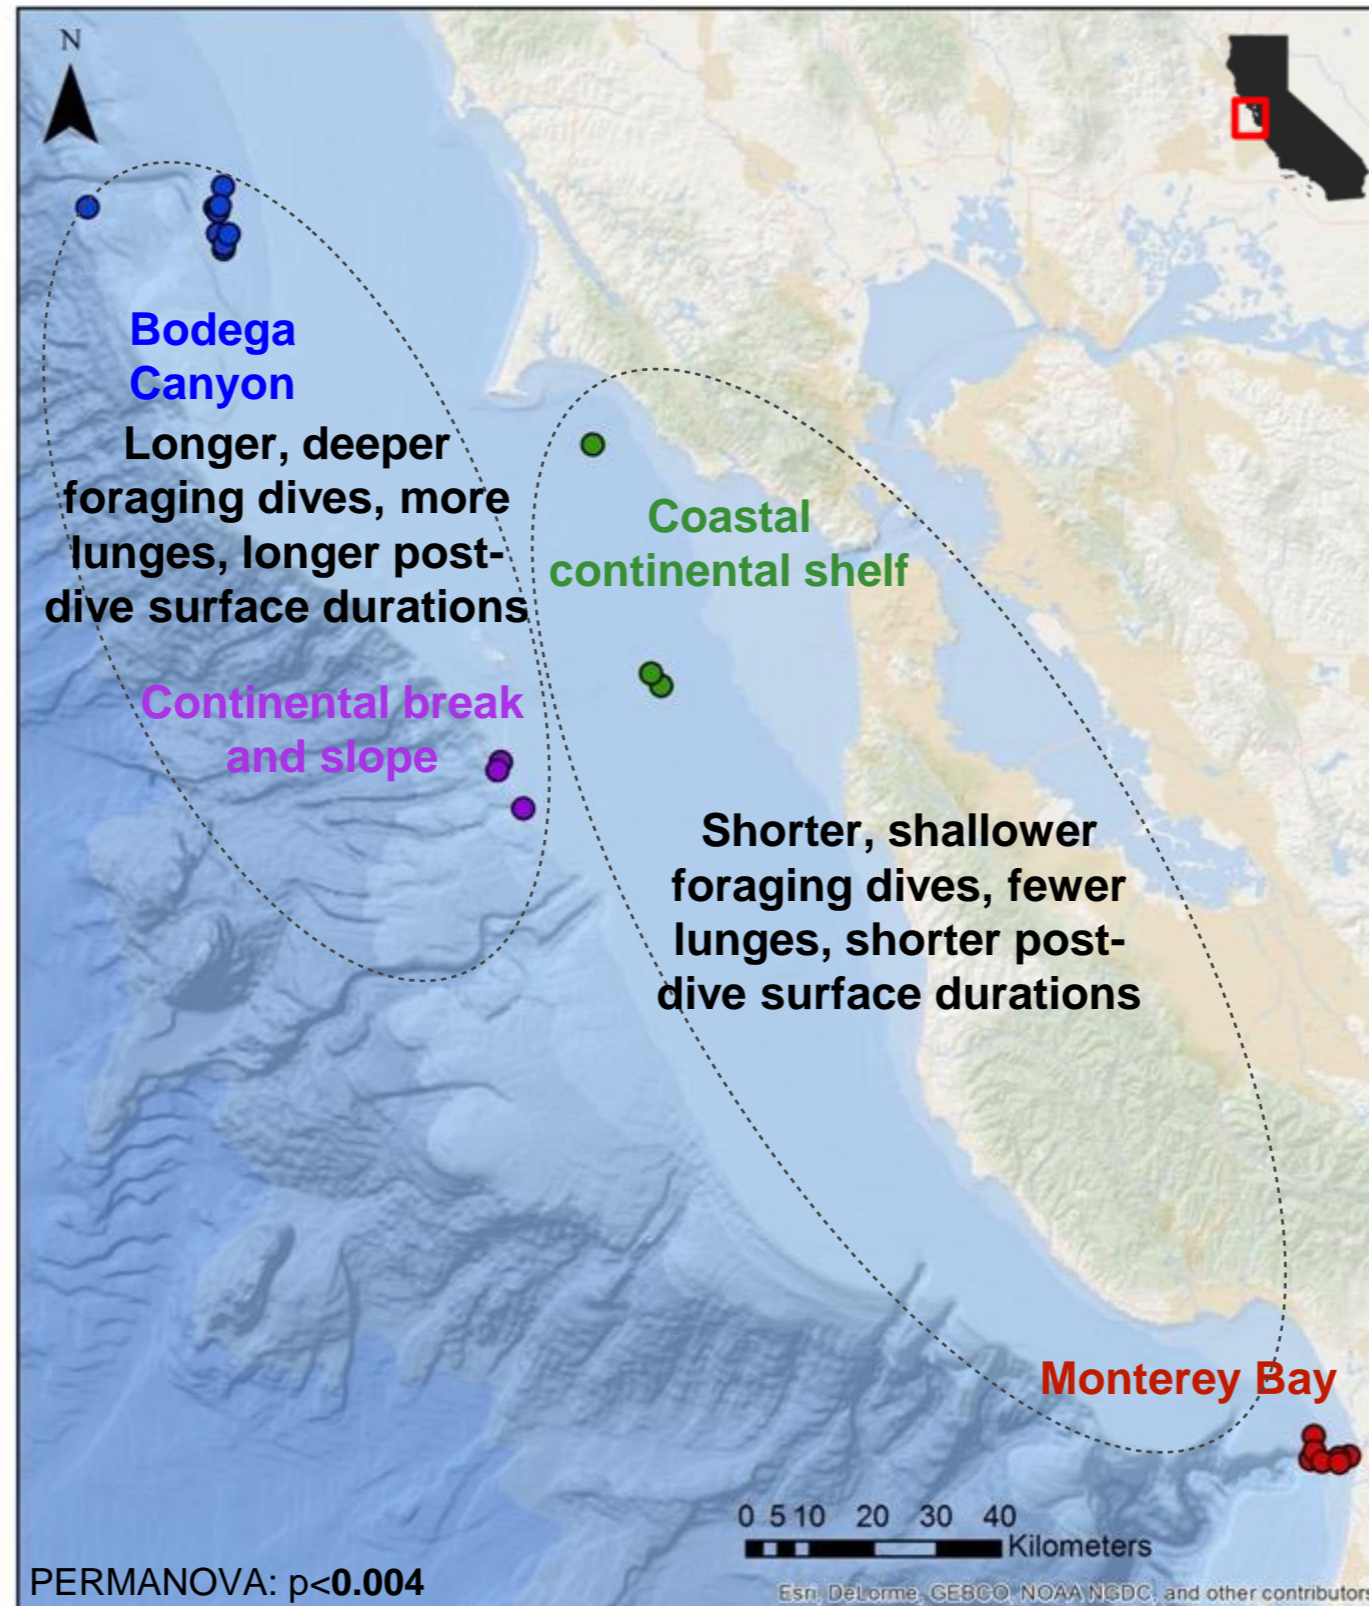 N
Bodega
Canyon
Longer, deeper
foraging dives, more
lunges, longer post-
dive surface durations
Coastal
continental shelf
Continental break
and slope
Shorter, shallower
foraging dives, fewer
lunges, shorter post-
dive surface durations
Monterey Bay
0 5 10 20 30 40
Kilometers
PERMANOVA: p<0.004
Esri, DeLorme, GEBCO, NOAA NGDC, and other contributors